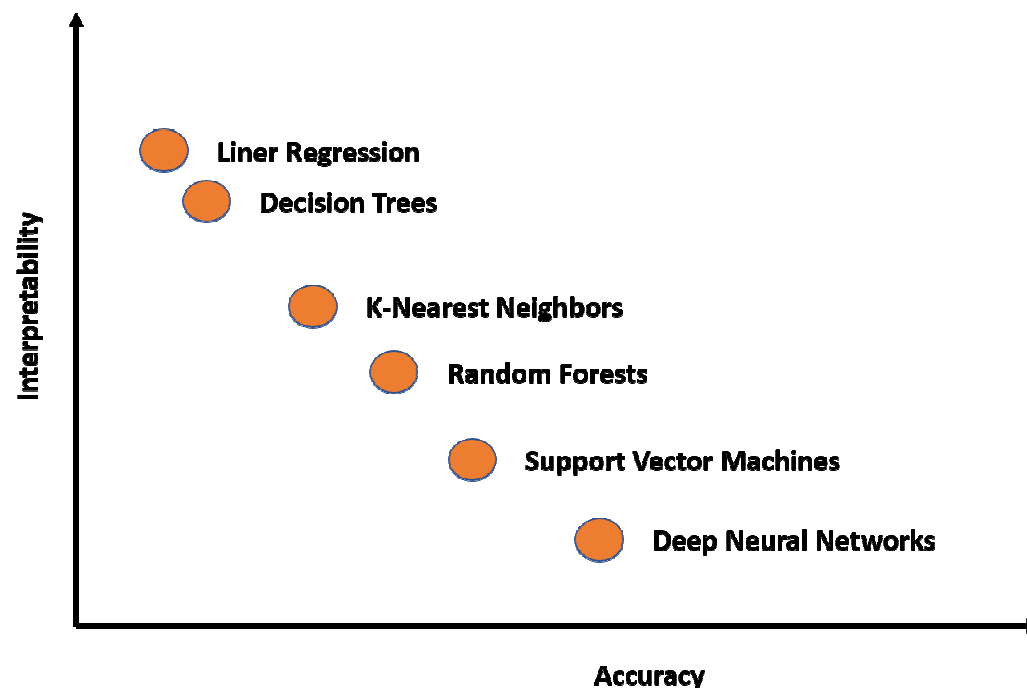 Liner Regression
Decision Trees
Interpretability
K-Nearest Neighbors
Random Forests
Support Vector Machines
Deep Neural Networks
Accuracy